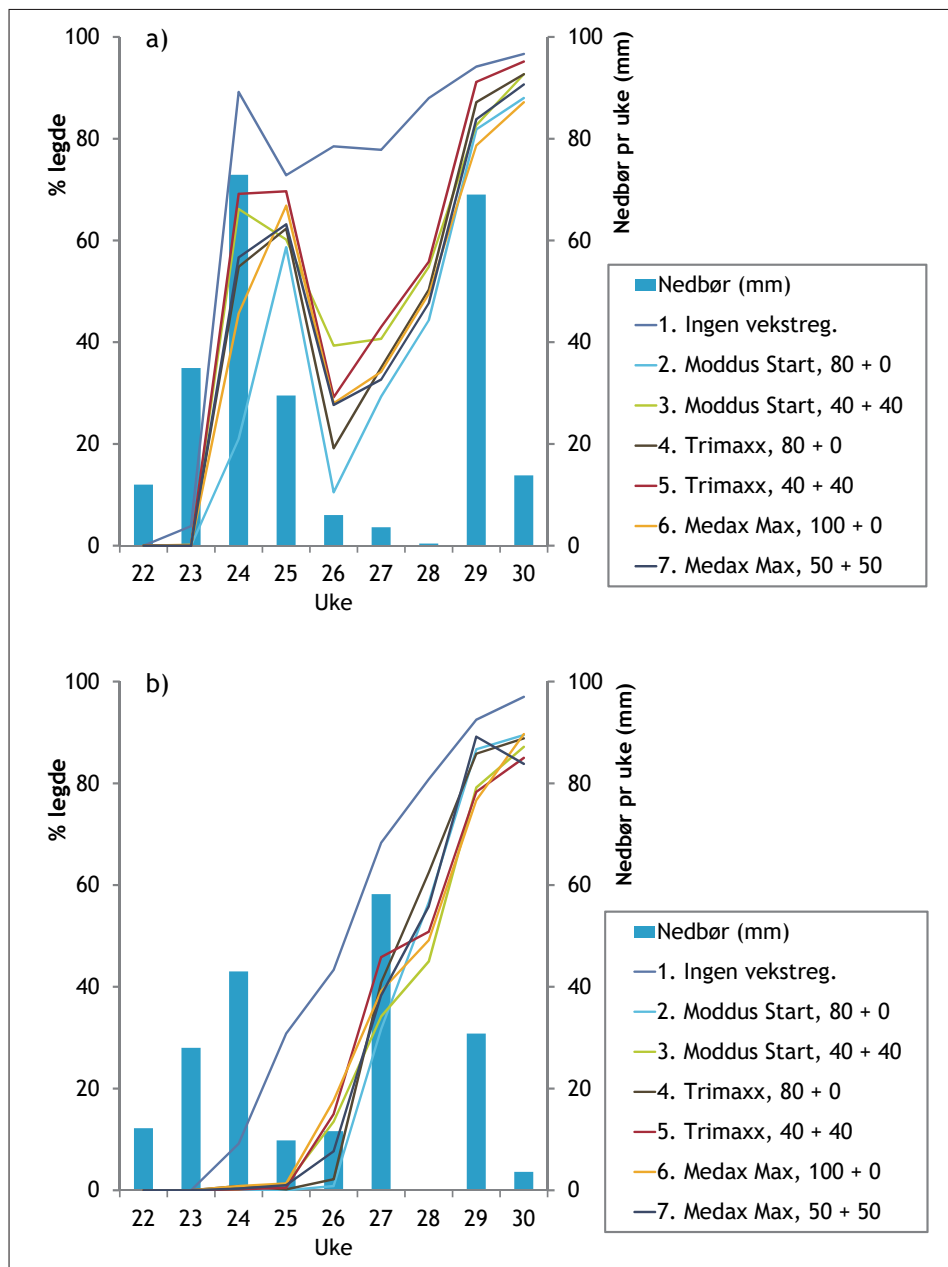 a)
100
80
60
40
20
0
% legde
100
80
60
40
20
0
Nedbør pr uke (mm)
22 23 24 25 26 27 28 29 30
Uke
Nedbør (mm)
1. Ingen vekstreg.
2. Moddus Start, 80 + 0
3. Moddus Start, 40 + 40
4. Trimaxx, 80 + 0
5. Trimaxx, 40 + 40
6. Medax Max, 100 + 0
7. Medax Max, 50 + 50
b)
100
80
60
40
20
0
% legde
100
80
60
40
20
0
Nedbør pr uke (mm)
22 23 24 25 26 27 28 29 30
Uke
Nedbør (mm)
1. Ingen vekstreg.
2. Moddus Start, 80 + 0
3. Moddus Start, 40 + 40
4. Trimaxx, 80 + 0
5. Trimaxx, 40 + 40
6. Medax Max, 100 + 0
7. Medax Max, 50 + 50